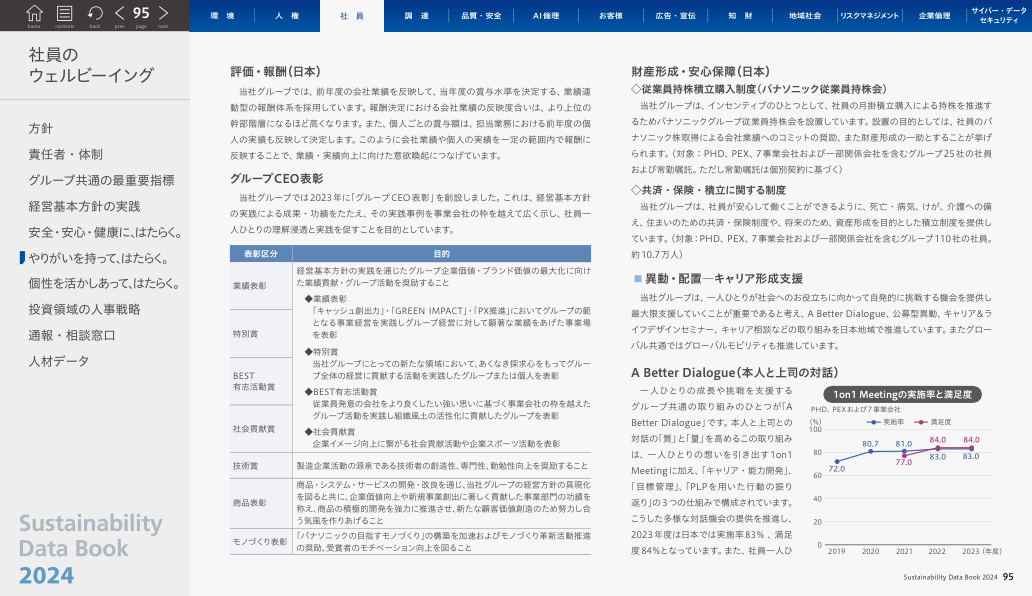 home contents back prev 95 page next
環　境
人　権
社　員
調　達
品質・安全
AI倫理
お客様
広告・宣伝
知　財
地域社会
リスクマネジメント
企業倫理
サイバー・データ
セキュリティ
社員の
ウェルビーイング
方針
責任者・体制
グループ共通の最重要指標
経営基本方針の実践
安全・安心・健康に、はたらく。
やりがいを持って、はたらく。
個性を活かしあって、はたらく。
投資領域の人事戦略
通報・相談窓口
人材データ
Sustainability
Data Book
2024
評価・報酬（日本）
当社グループでは、前年度の会社業績を反映して、当年度の賞与水準を決定する、業績連
動型の報酬体系を採用しています。報酬決定における会社業績の反映度合いは、より上位の
幹部階層になるほど高くなります。また、個人ごとの賞与額は、担当業務における前年度の個
人の実績も反映して決定します。このように会社業績や個人の実績を一定の範囲内で報酬に
反映することで、業績・実績向上に向けた意欲喚起につなげています。
グループCEO表彰
当社グループでは2023年に「グループCEO表彰」を創設しました。これは、経営基本方針
の実践による成果・功績をたたえ、その実践事例を事業会社の枠を越えて広く示し、社員一
人ひとりの理解浸透と実践を促すことを目的としています。
表彰区分
目的
業績表彰
特別賞
BEST
有志活動賞
社会貢献賞
経営基本方針の実践を通じたグループ企業価値・ブランド価値の最大化に向け
た業績貢献・グループ活動を奨励すること
◆業績表彰
「キャッシュ創出力」・「GREEN IMPACT」・「PX推進」においてグループの範
となる事業経営を実践しグループ経営に対して顕著な業績をあげた事業場
を表彰
◆特別賞
当社グループにとっての新たな領域において、あくなき探求心をもってグルー
プ全体の経営に貢献する活動を実践したグループまたは個人を表彰
◆BEST有志活動賞
従業員発意の会社をより良くしたい強い思いに基づく事業会社の枠を越えた
グループ活動を実践し組織風土の活性化に貢献したグループを表彰
◆社会貢献賞
企業イメージ向上に繋がる社会貢献活動や企業スポーツ活動を表彰
技術賞
製造企業活動の源泉である技術者の創造性、専門性、勤勉性向上を奨励すること
商品表彰
商品・システム・サービスの開発・改良を通じ、当社グループの経営方針の具現化
を図ると共に、企業価値向上や新規事業創出に著しく貢献した事業部門の功績を
称え、商品の積極的開発を強力に推進させ、新たな顧客価値創造のため努力し合
う気風を作りあげること
モノづくり表彰
「パナソニックの目指すモノづくり」の構築を加速およびモノづくり革新活動推進
の奨励、受賞者のモチベーション向上を図ること
財産形成・安心保障（日本）
◇従業員持株積立購入制度（パナソニック従業員持株会）
当社グループは、インセンティブのひとつとして、社員の月掛積立購入による持株を推進す
るためパナソニックグループ従業員持株会を設置しています。設置の目的としては、社員のパ
ナソニック株取得による会社業績へのコミットの奨励、また財産形成の一助とすることが挙げ
られます。（対象：PHD、PEX、7事業会社および一部関係会社を含むグループ25社の社員
および常勤嘱託。ただし常勤嘱託は個別契約に基づく）
◇共済・保険・積立に関する制度
当社グループは、社員が安心して働くことができるように、死亡・病気、けが、介護への備
え、住まいのための共済・保険制度や、将来のため、資産形成を目的とした積立制度を提供し
ています。（対象：PHD、PEX、7事業会社および一部関係会社を含むグループ110社の社員。
約10.7万人）
■ 異動・配置―キャリア形成支援
当社グループは、一人ひとりが社会へのお役立ちに向かって自発的に挑戦する機会を提供し
最大限支援していくことが重要であると考え、A Better Dialogue、公募型異動、キャリア＆ラ
イフデザインセミナー、キャリア相談などの取り組みを日本地域で推進しています。またグロー
バル共通ではグローバルモビリティも推進しています。
A Better Dialogue（本人と上司の対話）
一人ひとりの成長や挑戦を支援する
グループ共通の取り組みのひとつが「A
Better Dialogue」です。本人と上司との
対話の「質」と「量」を高めるこの取り組み
は、一人ひとりの想いを引き出す1on1
Meetingに加え、「キャリア・能力開発」、
「目標管理」、「PLPを用いた行動の振り
返り」の3つの仕組みで構成されています。
こうした多様な対話機会の提供を推進し、
2023年度は日本では実施率83%、満足
度84%となっています。また、社員一人ひ
1on1 Meetingの実施率と満足度
PHD、PEXおよび7事業会社
(%)
実施率 満足度
100
80
60
40
20
0
72.0
80.7
81.0
77.0
84.0
83.0
84.0
83.0
2019 2020 2021 2022 2023 (年度)
Sustainability Data Book 2024 95